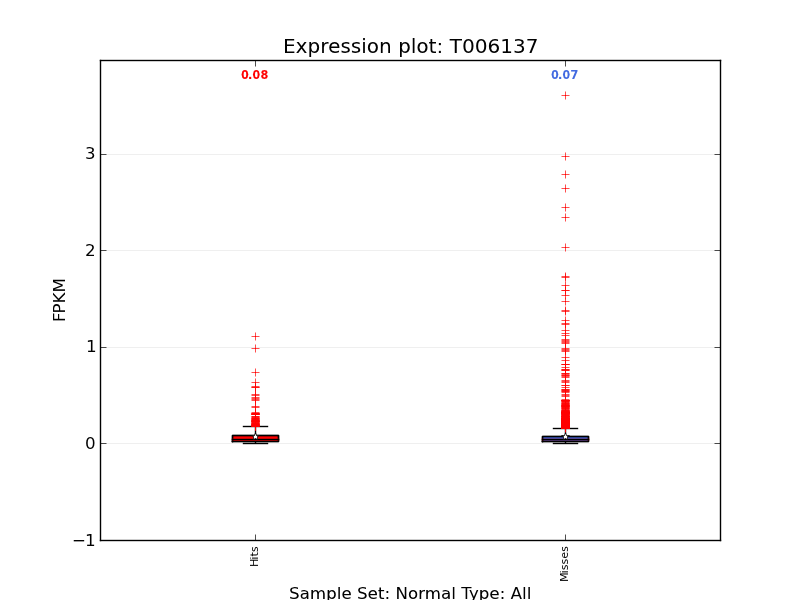 Expression plot: T006137
0.08
0.07
3
2
1
0
−1
FPKM
Hits
Misses
Sample Set: Normal Type: All